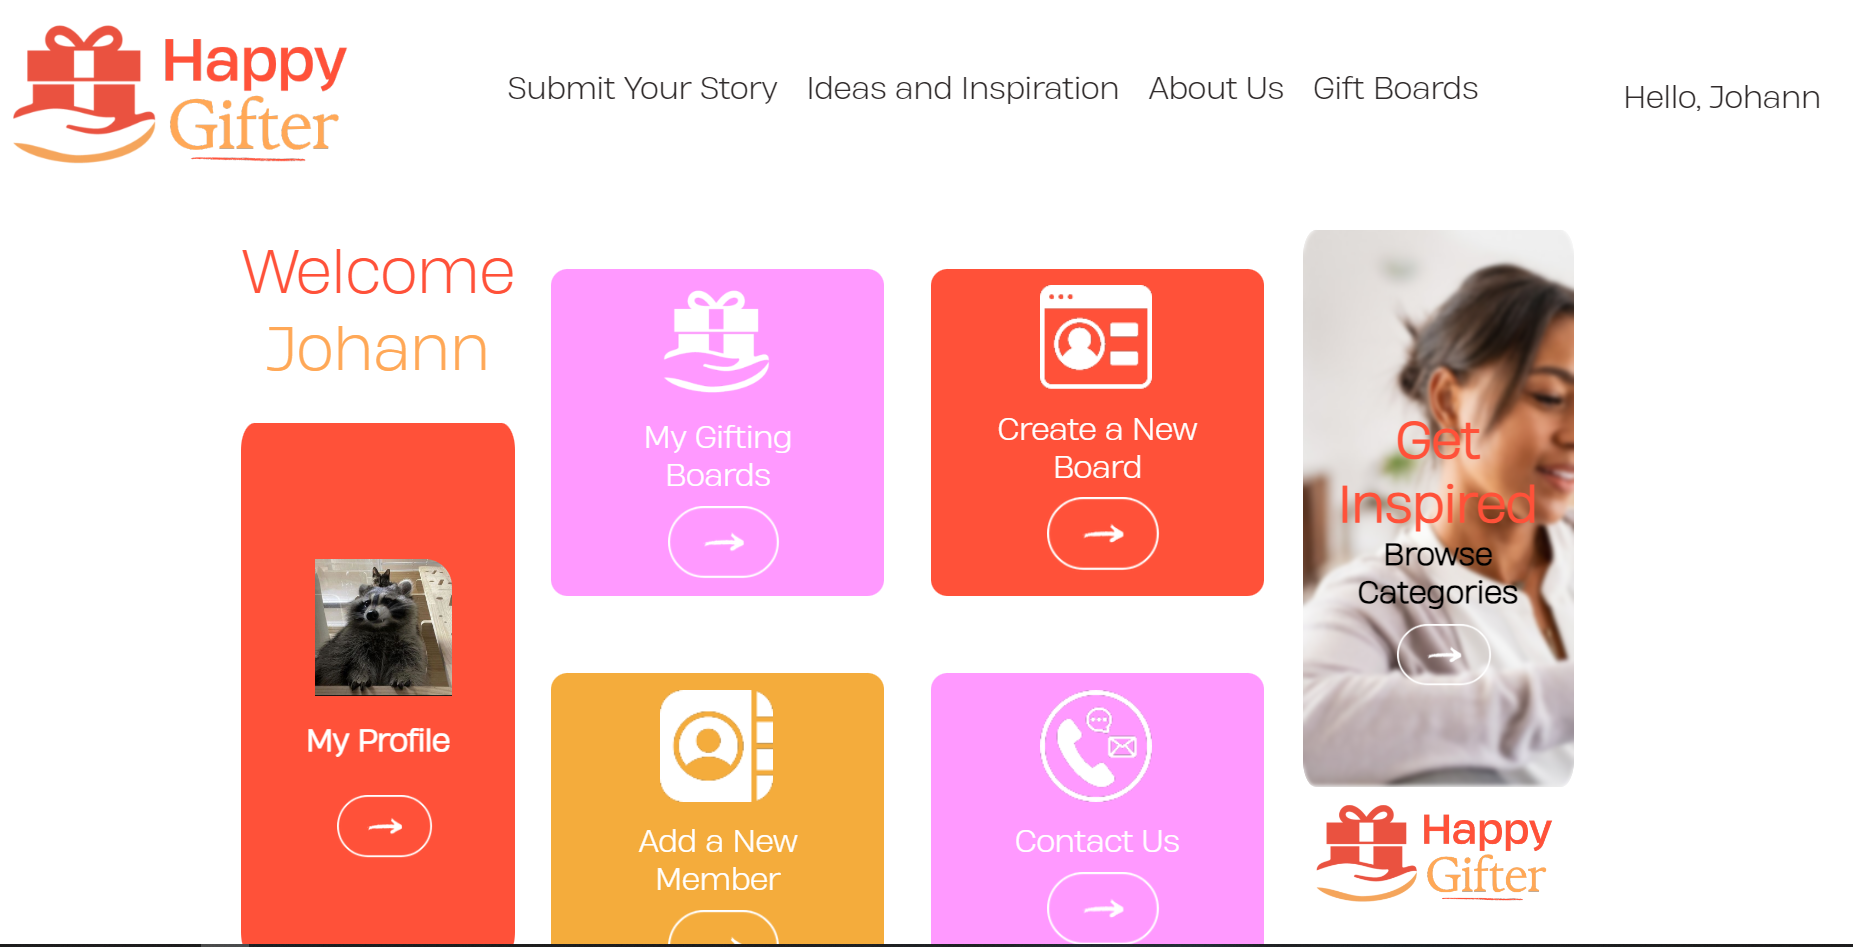 Happy
Gifter
Submit Your Story
Ideas and Inspiration
About Us
Gift Boards
Hello, Johann
Welcome
Johann
My Profile
My Gifting
Boards
Create a New
Board
Add a New
Member
Contact Us
Get
Inspired
Browse
Categories
Happy
Gifter